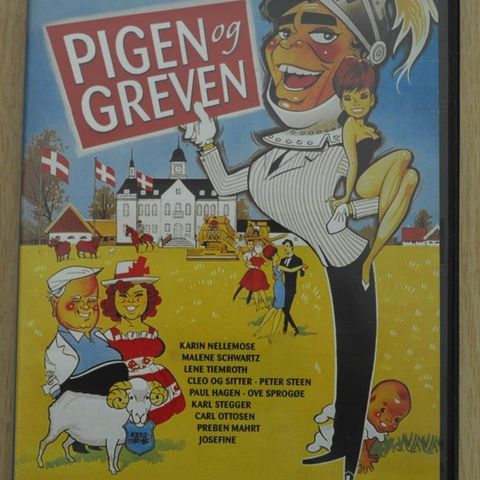 PIGEN og
GREVEN
KARIN NELLEMOSE
MALENE SCHWARTZ
LENE TIEMROTH
CLEO OG SITTER - PETER STEEN
PAUL HAGEN - OVE SPROGØE
KARL STEGGER
CARL OTTOSEN
PREBEN MAHRT
JOSEFINE